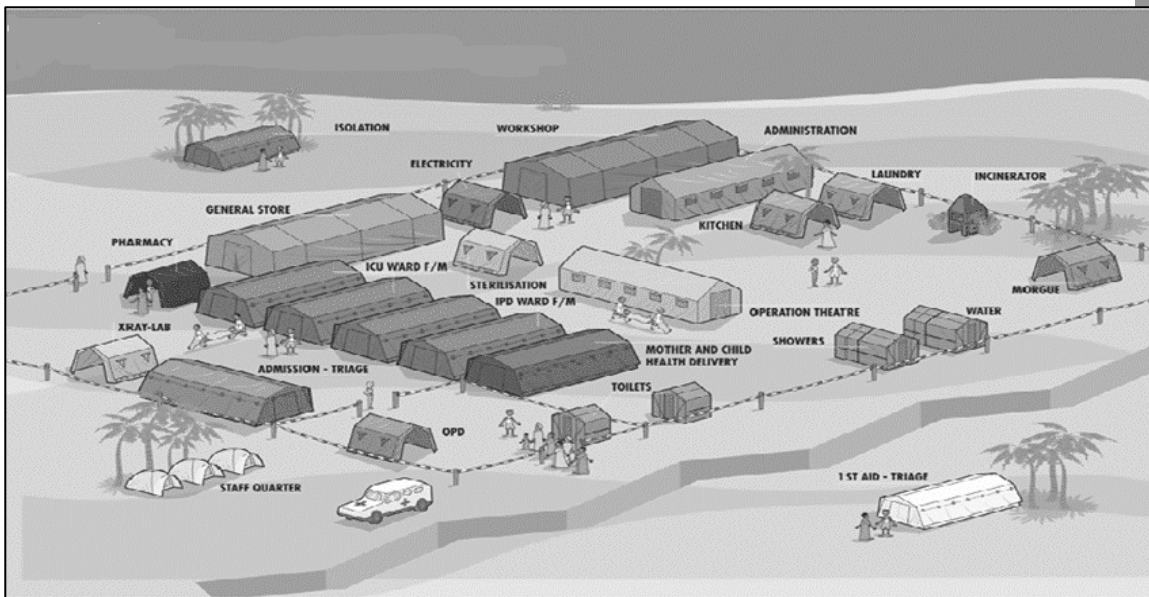 ISOLATION
WORKSHOP
ADMINISTRATION
ELECTRICITY
LAUNDRY
INCINERATOR
GENERAL STORE
KITCHEN
PHARMACY
ICU WARD F/M
STERILISATION
MORGUE
IPD WARD F/M
OPERATION THEATRE
WATER
XRAY-LAB
SHOWERS
ADMISSION - TRIAGE
MOTHER AND CHILD
HEALTH DELIVERY
TOILETS
OPD
STAFF QUARTER
1 ST AID - TRIAGE